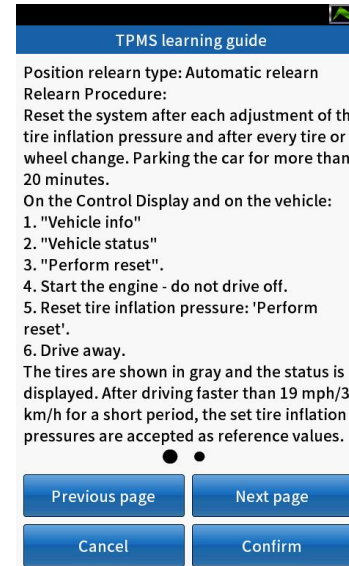 TPMS learning guide
Position relearn type: Automatic relearn
Relearn Procedure:
Reset the system after each adjustment of th
tire inflation pressure and after every tire or
wheel change. Parking the car for more than
20 minutes.
On the Control Display and on the vehicle:
1. "Vehicle info"
2. "Vehicle status"
3. "Perform reset".
4. Start the engine - do not drive off.
5. Reset tire inflation pressure: 'Perform
reset'.
6. Drive away.
The tires are shown in gray and the status is
displayed. After driving faster than 19 mph/3
km/h for a short period, the set tire inflation
pressures are accepted as reference values.
Previous page Next page
Cancel Confirm